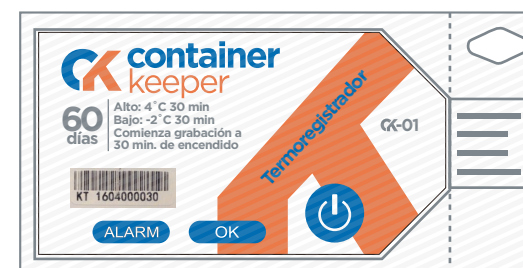 container
keeper
60
días
Alto: 4°C 30 min
Bajo: -2°C 30 min
Comienza grabación a
30 min. de encendido
Termoregistrador
CK-01
KT 1604000030
ALARM
OK